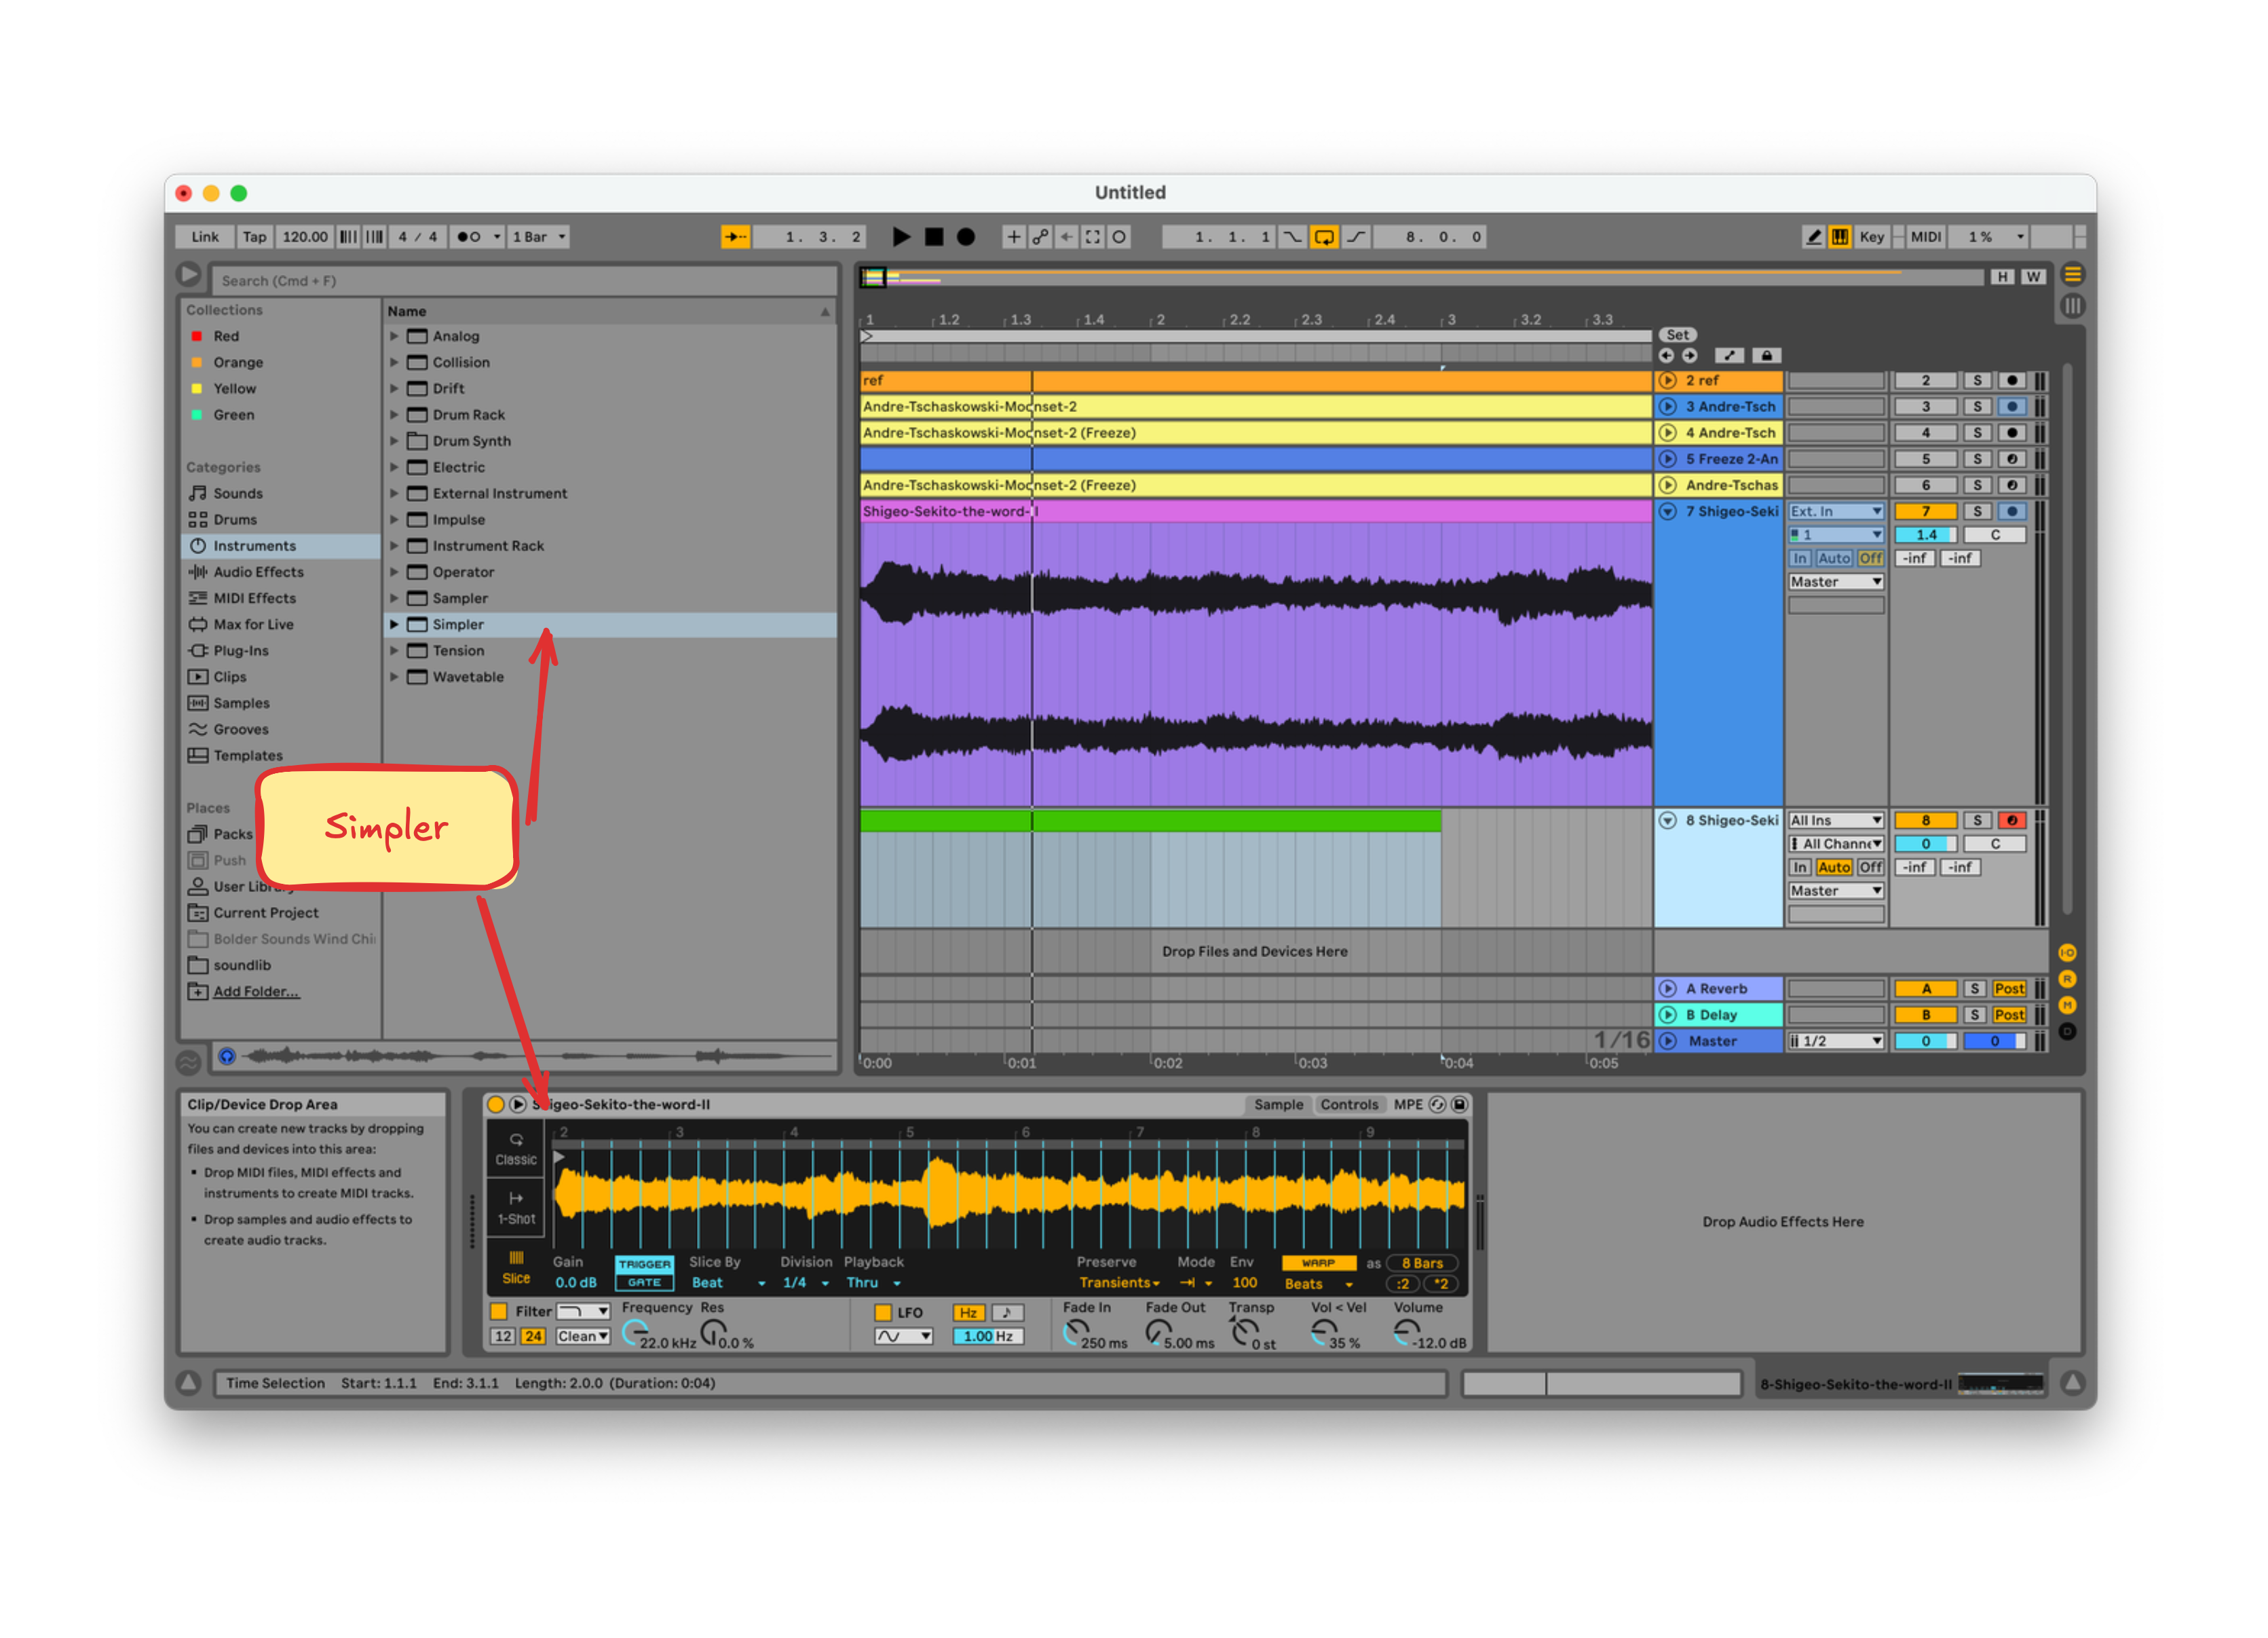 Untitled
Link Tap 120.00 4 / 4 1 Bar 1. 3. 2 1. 1. 1 8. 0. 0 Key MIDI 1 %
Search (Cmd + F)
Collections
Red
Orange
Yellow
Green
Categories
Sounds
Drums
Instruments
Audio Effects
MIDI Effects
Max for Live
Plug-Ins
Clips
Samples
Grooves
Templates
Places
Packs
Push
User Library
Current Project
Bolder Sounds Wind Chi
soundlib
Add Folder...
Name
Analog
Collision
Drift
Drum Rack
Drum Synth
Electric
External Instrument
Impulse
Instrument Rack
Operator
Sampler
Simpler
Tension
Wavetable
Simpler
H W
1 1.2 1.3 1.4 2 2.2 2.3 2.4 3 3.2 3.3
Set
ref 2 ref 2 S
Andre-Tschaskowski-Moonset-2 3 Andre-Tsch 3 S
Andre-Tschaskowski-Moonset-2 (Freeze) 4 Andre-Tsch 4 S
5 Freeze 2-An 5 S
Andre-Tschaskowski-Moonset-2 (Freeze) Andre-Tschas 6 S
Shigeo-Sekito-the-word-II 7 Shigeo-Seki Ext. In 7 S
1 1.4 C
In Auto Off -inf -inf
Master
8 Shigeo-Seki All Ins 8 S
All Channe 0 C
In Auto Off -inf -inf
Master
Drop Files and Devices Here
A Reverb A S Post
B Delay B S Post
1/16 Master 1/2 0 0
0:00 0:01 0:02 0:03 0:04 0:05
I·O
R
M
D
Clip/Device Drop Area
You can create new tracks by dropping
files and devices into this area:
▪ Drop MIDI files, MIDI effects and
instruments to create MIDI tracks.
▪ Drop samples and audio effects to
create audio tracks.
Shigeo-Sekito-the-word-II Sample Controls MPE
2 3 4 5 6 7 8 9
Classic
1-Shot
Slice
Gain TRIGGER Slice By Division Playback Preserve Mode Env WARP as 8 Bars
0.0 dB GATE Beat 1/4 Thru Transients 100 Beats :2 *2
Filter Frequency Res LFO Hz Fade In Fade Out Transp Vol < Vel Volume
12 24 Clean 22.0 kHz 0.0 % 1.00 Hz 250 ms 5.00 ms 0 st 35 % -12.0 dB
Drop Audio Effects Here
Time Selection Start: 1.1.1 End: 3.1.1 Length: 2.0.0 (Duration: 0:04)
8-Shigeo-Sekito-the-word-II